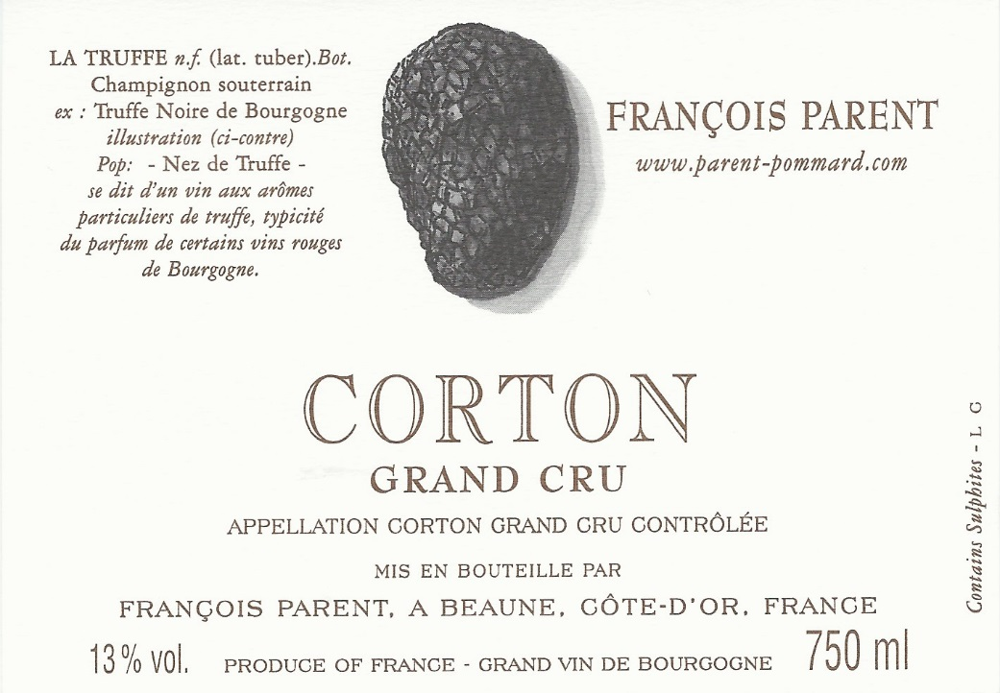 LA TRUFFE n.f. (lat. tuber).Bot.
Champignon souterrain
ex : Truffe Noire de Bourgogne
illustration (ci-contre)
Pop: - Nez de Truffe -
se dit d'un vin aux arômes
particuliers de truffe, typicité
du parfum de certains vins rouges
de Bourgogne.
FRANÇOIS PARENT
www.parent-pommard.com
CORTON
GRAND CRU
APPELLATION CORTON GRAND CRU CONTRÔLÉE
MIS EN BOUTEILLE PAR
FRANÇOIS PARENT, A BEAUNE, CÔTE-D'OR, FRANCE
13% vol.
PRODUCE OF FRANCE - GRAND VIN DE BOURGOGNE
750 ml
Contains Sulphites - L G